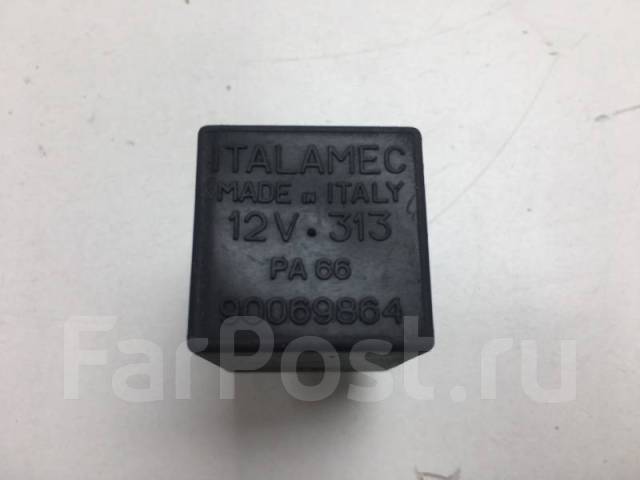 ITALAMEC
MADE in ITALY
12V · 313
PA 66
90069864
FarPost.ru